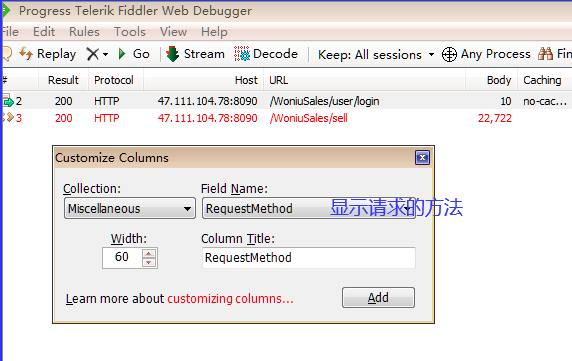 Progress Telerik Fiddler Web Debugger
File Edit Rules Tools View Help
Replay Go Stream Decode Keep: All sessions Any Process Fin
# Result Protocol Host URL Body Caching
2 200 HTTP 47.111.104.78:8090 /WoniuSales/user/login 10 no-cac...
3 200 HTTP 47.111.104.78:8090 /WoniuSales/sell 22,722
Customize Columns
Collection: Field Name:
Miscellaneous RequestMethod 显示请求的方法
Width: Column Title:
60 RequestMethod
Learn more about customizing columns... Add